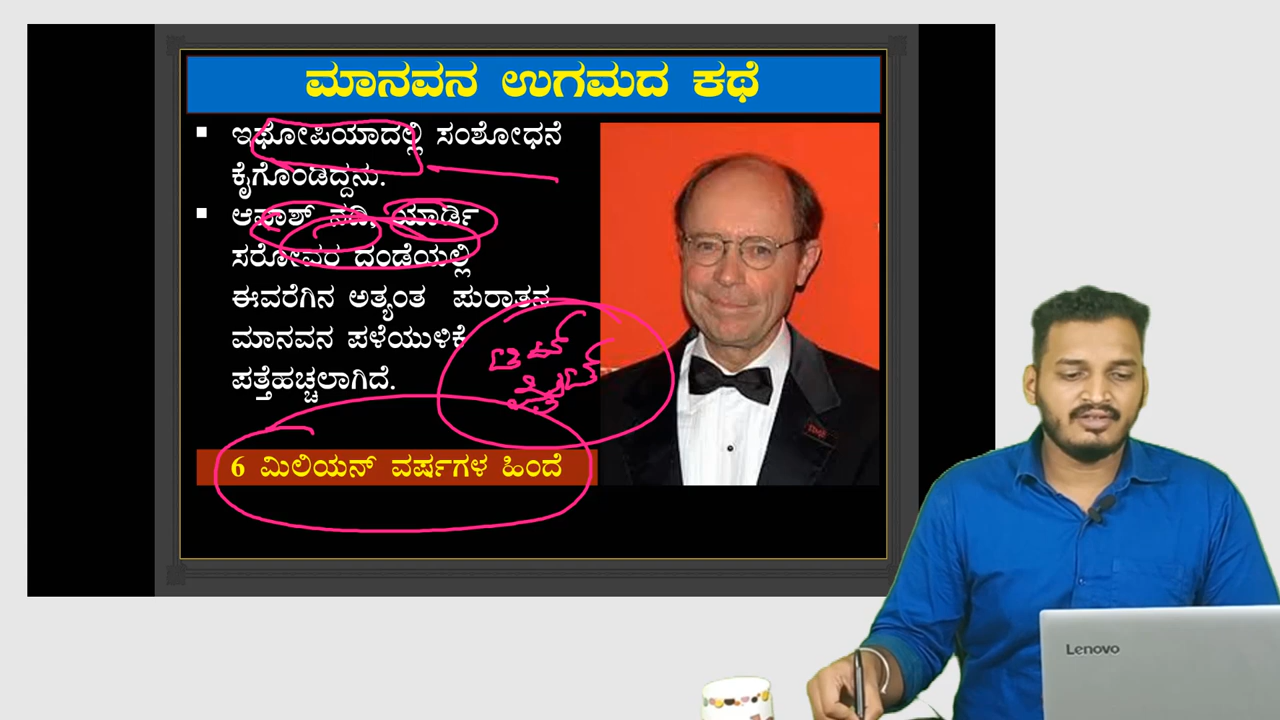 ಮಾನವನ ಉಗಮದ ಕಥೆ
ಇಥೋಪಿಯಾದಲ್ಲಿ ಸಂಶೋಧನೆ
ಕೈಗೊಂಡಿದ್ದನು.
ಆವಾಶ್ ನದಿ, ಯಾರ್ಡಿ
ಸರೋವರ ದಂಡೆಯಲ್ಲಿ
ಈವರೆಗಿನ ಅತ್ಯಂತ ಪುರಾತನ
ಮಾನವನ ಪಳೆಯುಳಿಕೆ
ಪತ್ತೆಹಚ್ಚಲಾಗಿದೆ.
6 ಮಿಲಿಯನ್ ವರ್ಷಗಳ ಹಿಂದೆ
TIME
Lenovo